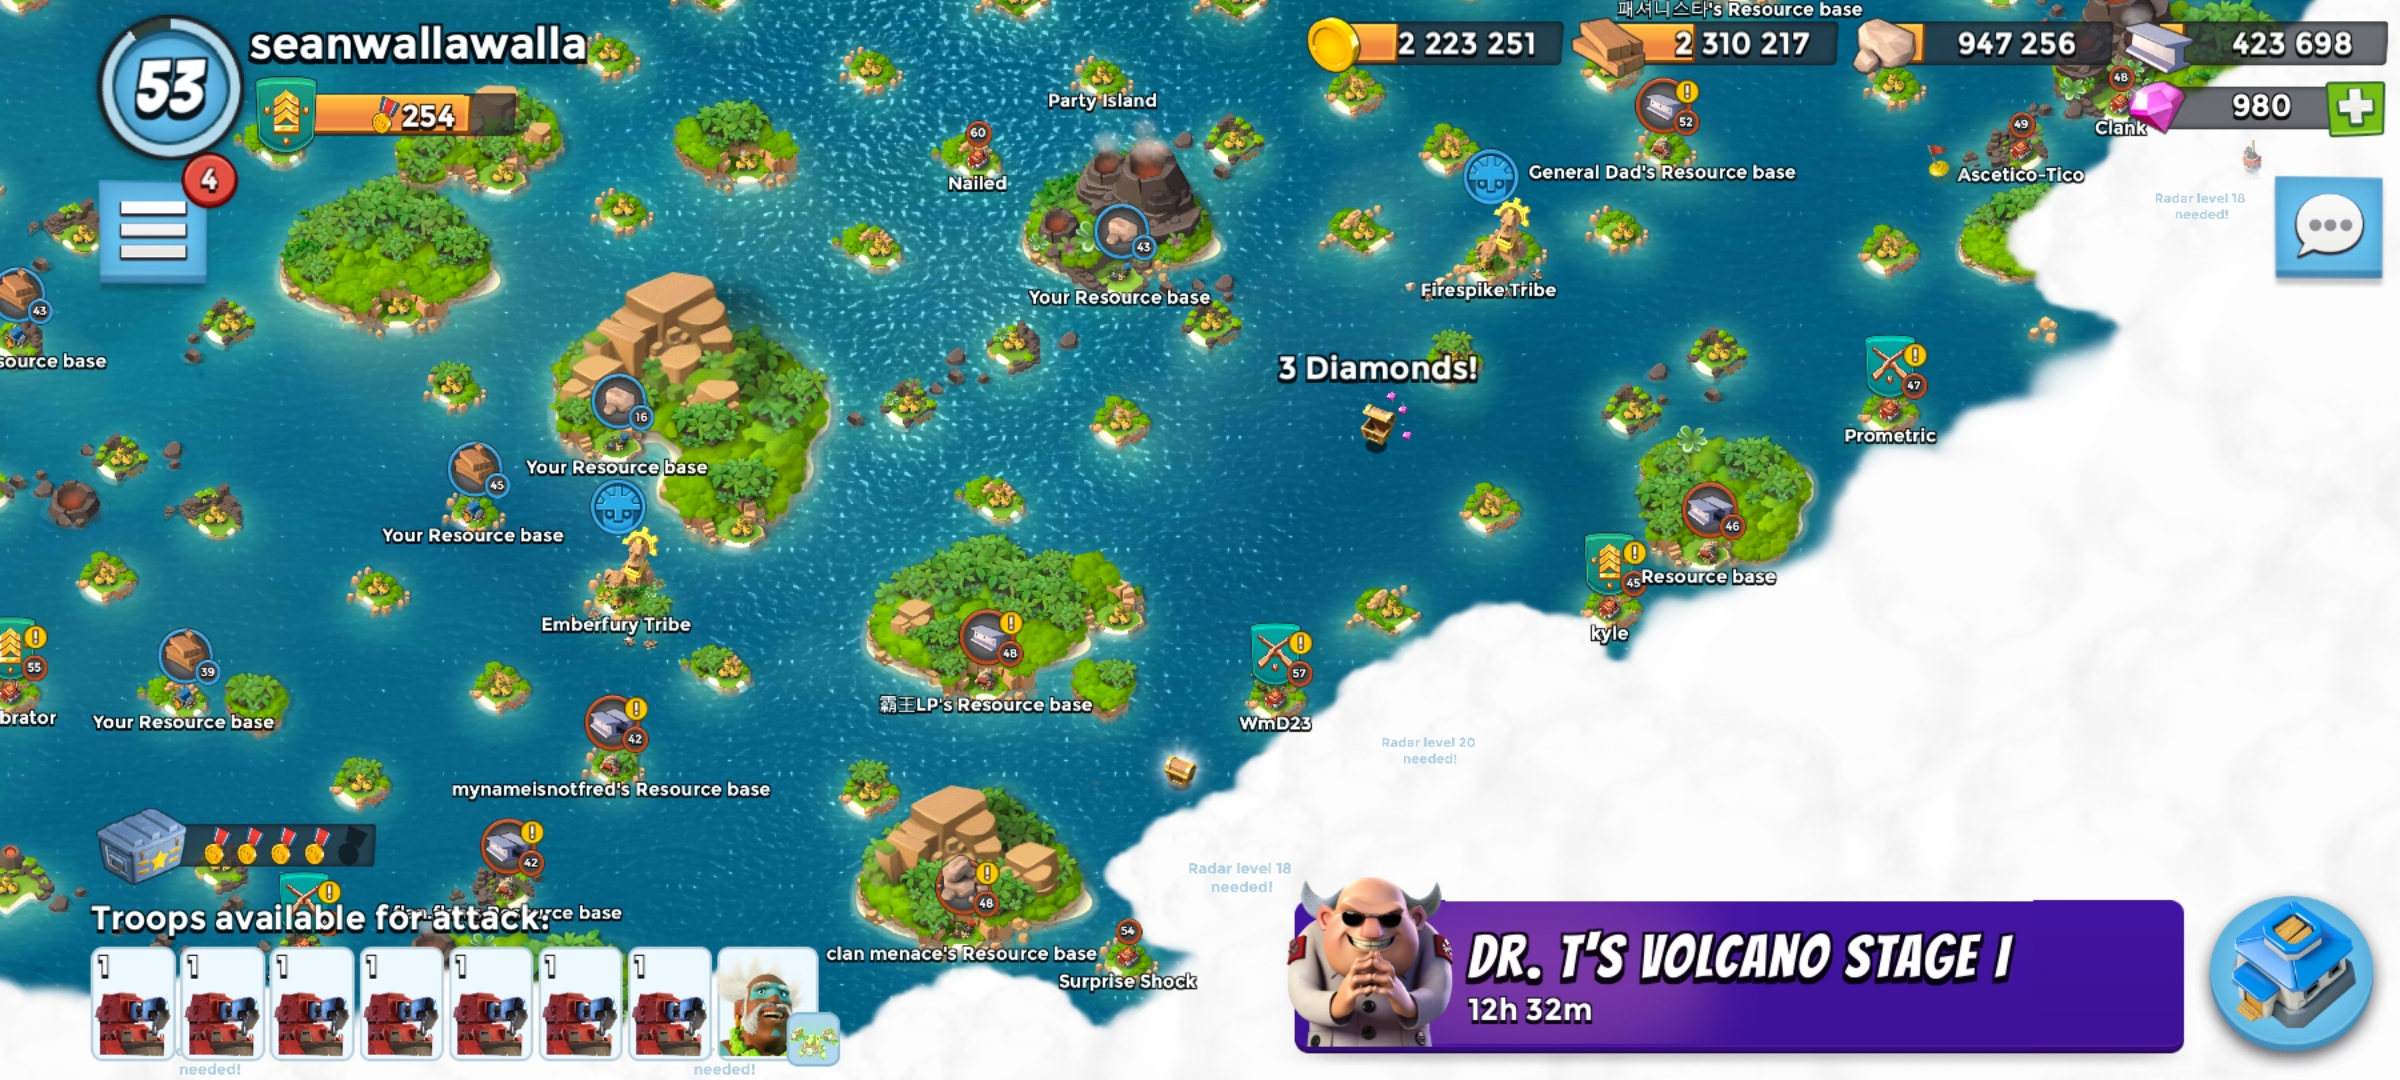 패셔니스타's Resource base
53
seanwallawalla
254
4
2 223 251
2 310 217
947 256
423 698
980
Party Island
60
Nailed
52
General Dad's Resource base
48
Clank
49
Ascetico-Tico
Radar level 18
needed!
43
Your Resource base
Firespike Tribe
43
source base
3 Diamonds!
47
Prometric
16
Your Resource base
45
Your Resource base
Emberfury Tribe
46
Resource base
45
kyle
48
霸王LP's Resource base
57
WmD23
55
brator
39
Your Resource base
42
mynameisnotfred's Resource base
Radar level 20
needed!
Radar level 18
needed!
42
Resource base
48
clan menace's Resource base
54
Surprise Shock
Troops available for attack:
1
1
1
1
1
1
1
needed!
needed!
DR. T'S VOLCANO STAGE 1
12h 32m